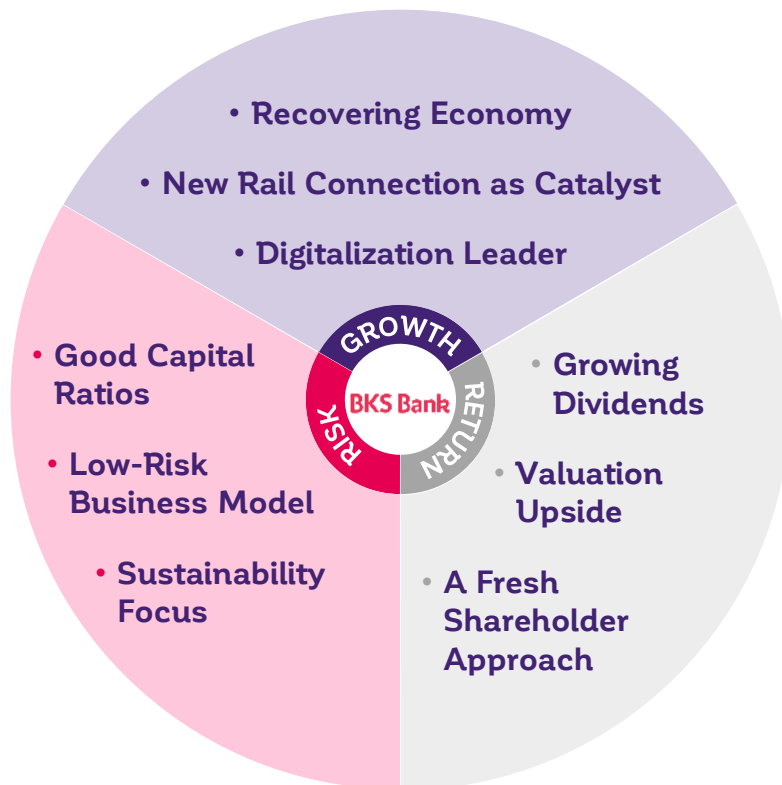 • Recovering Economy
• New Rail Connection as Catalyst
• Digitalization Leader
GROWTH
BKS Bank
RISK
RETURN
• Good Capital
Ratios
• Low-Risk
Business Model
• Sustainability
Focus
• Growing
Dividends
• Valuation
Upside
• A Fresh
Shareholder
Approach